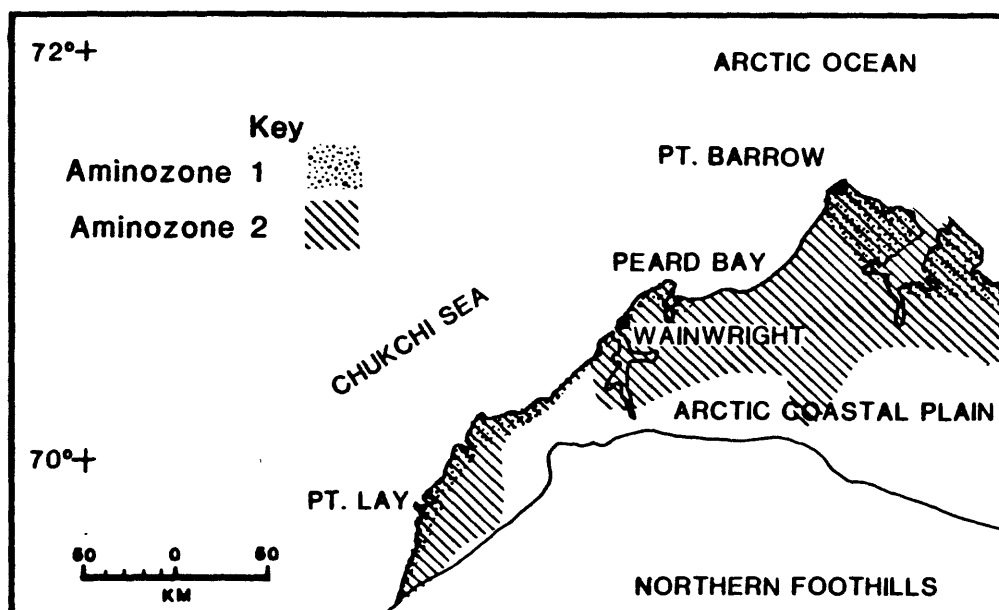 72°
ARCTIC OCEAN
Key
Aminozone 1
Aminozone 2
PT. BARROW
PEARD BAY
CHUKCHI SEA
WAINWRIGHT
ARCTIC COASTAL PLAIN
70°
PT. LAY
50 0 50
KM
NORTHERN FOOTHILLS